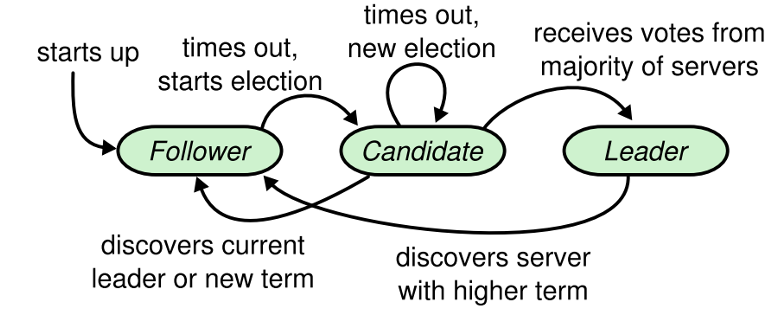 starts up
times out,
starts election
times out,
new election
receives votes from
majority of servers
Follower
Candidate
Leader
discovers current
leader or new term
discovers server
with higher term